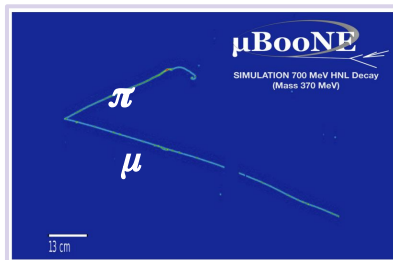 μBooNE
SIMULATION 700 MeV HNL Decay
(Mass 370 MeV)
π
μ
13 cm